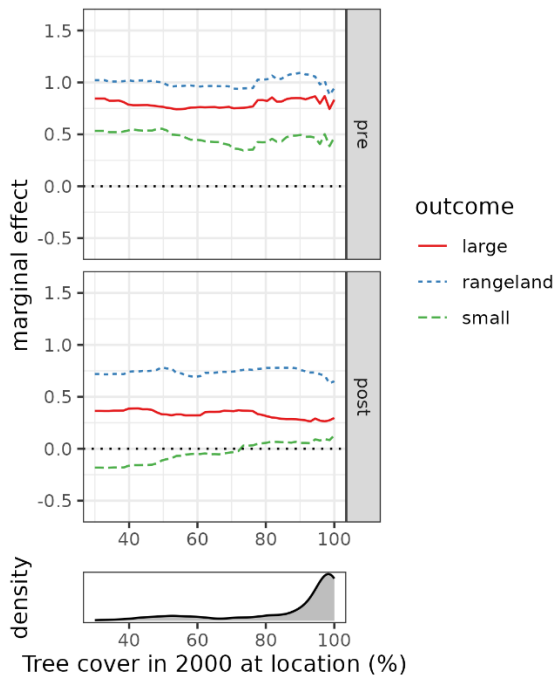 1.5
1.0
0.5
0.0
-0.5
pre
marginal effect
1.5
1.0
0.5
0.0
-0.5
post
40 60 80 100
outcome
large
rangeland
small
density
40 60 80 100
Tree cover in 2000 at location (%)